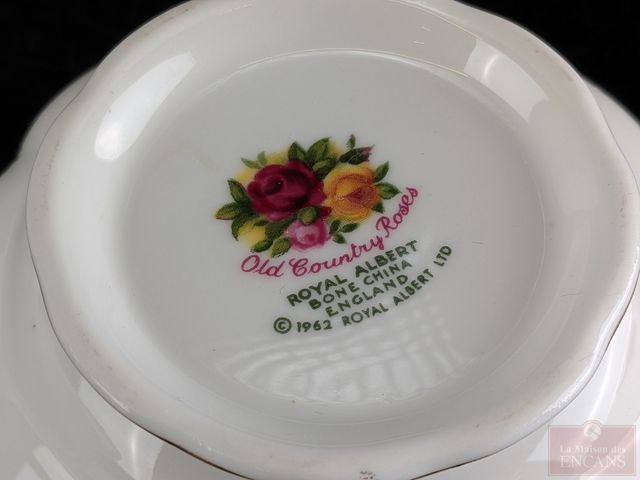 Old Country Roses
ROYAL ALBERT
BONE CHINA
ENGLAND
© 1962 ROYAL ALBERT LTD
La Maison des
ENCANS